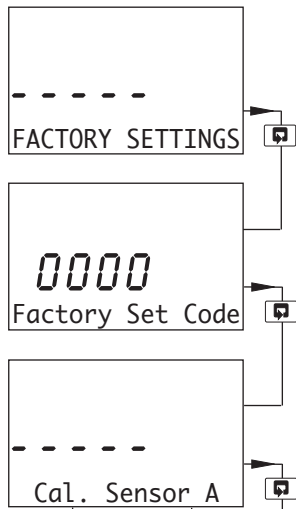 - - - - -
FACTORY SETTINGS
0000
Factory Set Code
- - - - -
Cal. Sensor A